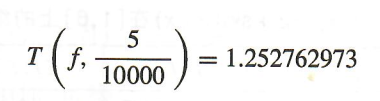 T(f, 5/10000) = 1.252762973